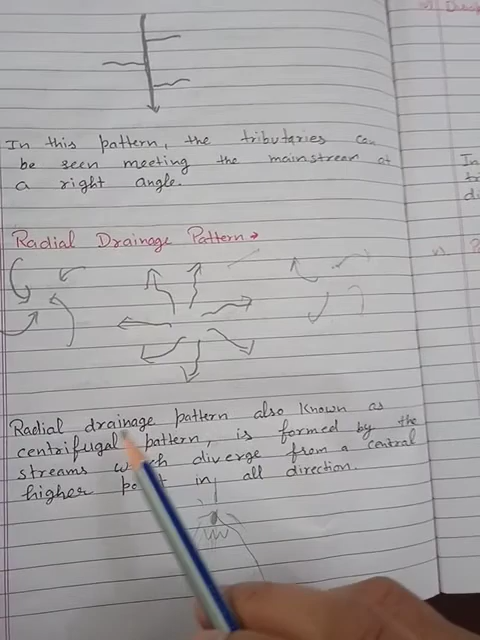 In this pattern, the tributaries
be seen meeting the mainstream at
a right angle.
Radial Drainage Pattern →
Radial drainage pattern also known as
centrifugal pattern, is formed by the
streams which diverge from a central
higher point in all direction.
In